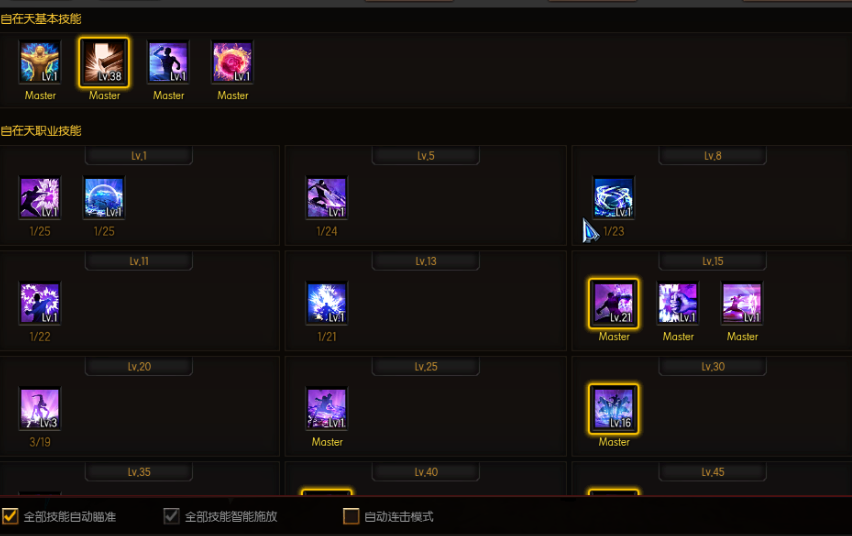 自在天基本技能
Lv.1 Lv.38 Lv.1 Lv.1
Master Master Master Master
自在天职业技能
Lv.1 Lv.5 Lv.8
Lv.1 Lv.1 Lv.1 Lv.1
1/25 1/25 1/24 1/23
Lv.11 Lv.13 Lv.15
Lv.1 Lv.1 Lv.21 Lv.1 Lv.1
1/22 1/21 Master Master Master
Lv.20 Lv.25 Lv.30
Lv.3 Lv.1 Lv.16
3/19 Master Master
Lv.35 Lv.40 Lv.45
全部技能自动瞄准 全部技能智能施放 自动连击模式